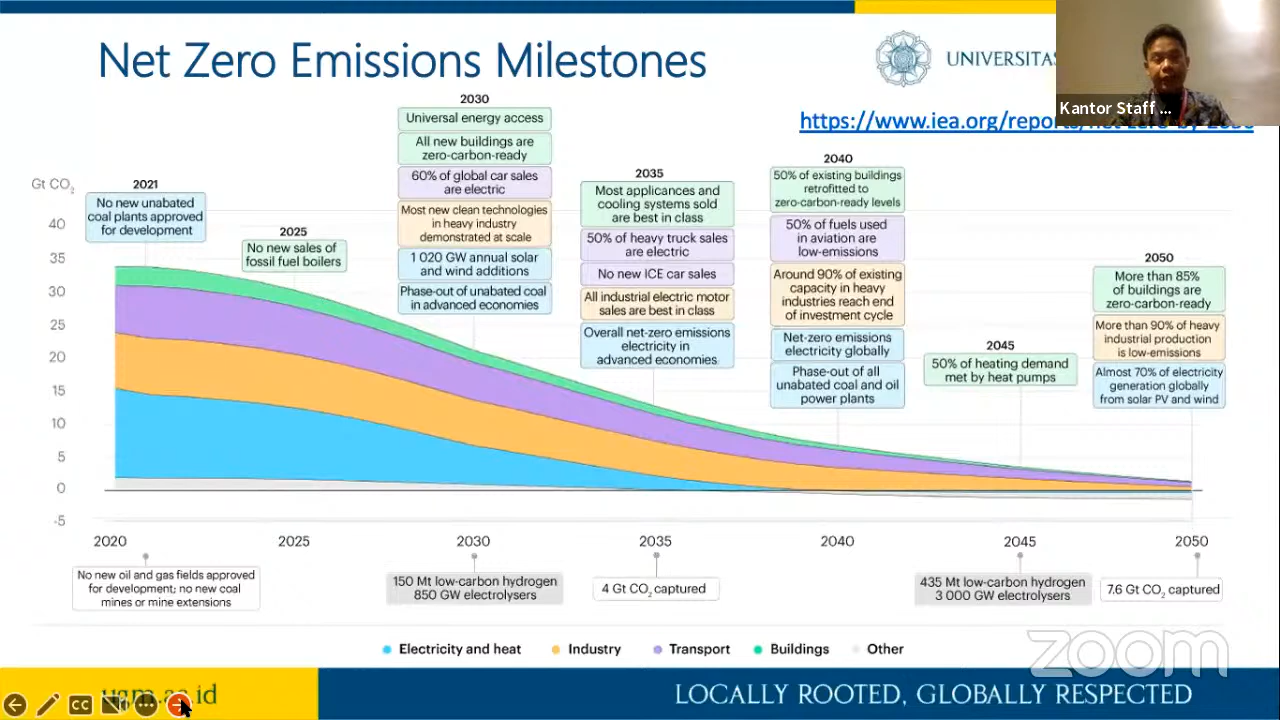 Net Zero Emissions Milestones
UNIVERSITAS
Kantor Staff ...
https://www.iea.org/reports/net-zero-by-2050
Gt CO2
40
35
30
25
20
15
10
5
0
-5
2021
No new unabated
coal plants approved
for development
2025
No new sales of
fossil fuel boilers
2030
Universal energy access
All new buildings are
zero-carbon-ready
60% of global car sales
are electric
Most new clean technologies
in heavy industry
demonstrated at scale
1 020 GW annual solar
and wind additions
Phase-out of unabated coal
in advanced economies
2035
Most applicances and
cooling systems sold
are best in class
50% of heavy truck sales
are electric
No new ICE car sales
All industrial electric motor
sales are best in class
Overall net-zero emissions
electricity in
advanced economies
2040
50% of existing buildings
retrofitted to
zero-carbon-ready levels
50% of fuels used
in aviation are
low-emissions
Around 90% of existing
capacity in heavy
industries reach end
of investment cycle
Net-zero emissions
electricity globally
Phase-out of all
unabated coal and oil
power plants
2045
50% of heating demand
met by heat pumps
2050
More than 85%
of buildings are
zero-carbon-ready
More than 90% of heavy
industrial production
is low-emissions
Almost 70% of electricity
generation globally
from solar PV and wind
2020
2025
2030
2035
2040
2045
2050
No new oil and gas fields approved
for development; no new coal
mines or mine extensions
150 Mt low-carbon hydrogen
850 GW electrolysers
4 Gt CO2 captured
435 Mt low-carbon hydrogen
3 000 GW electrolysers
7.6 Gt CO2 captured
Electricity and heat
Industry
Transport
Buildings
Other
zoom
ugm.ac.id
CC
LOCALLY ROOTED, GLOBALLY RESPECTED